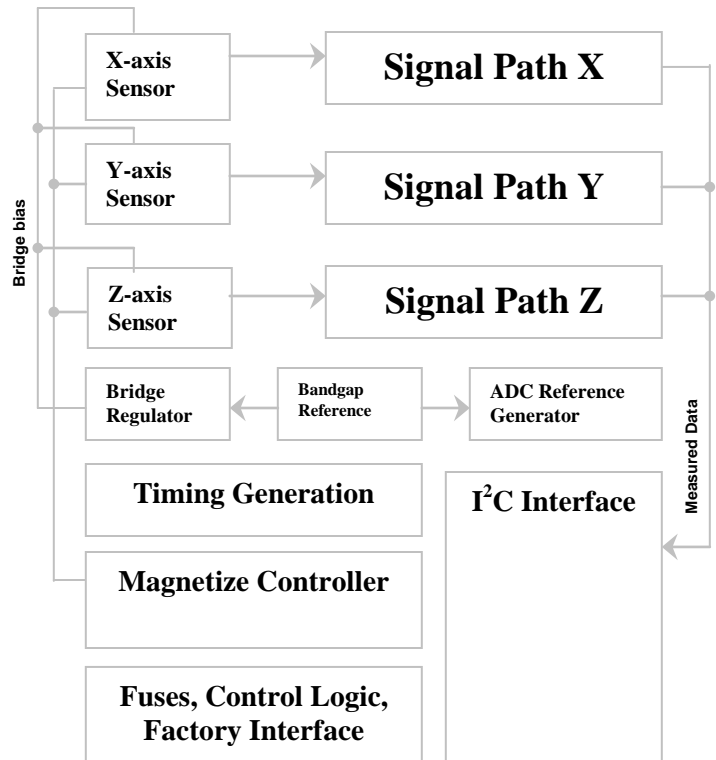 X-axis
Sensor
Signal Path X
Y-axis
Sensor
Signal Path Y
Bridge bias
Z-axis
Sensor
Signal Path Z
Bridge
Regulator
Bandgap
Reference
ADC Reference
Generator
Measured Data
Timing Generation
I²C Interface
Magnetize Controller
Fuses, Control Logic,
Factory Interface